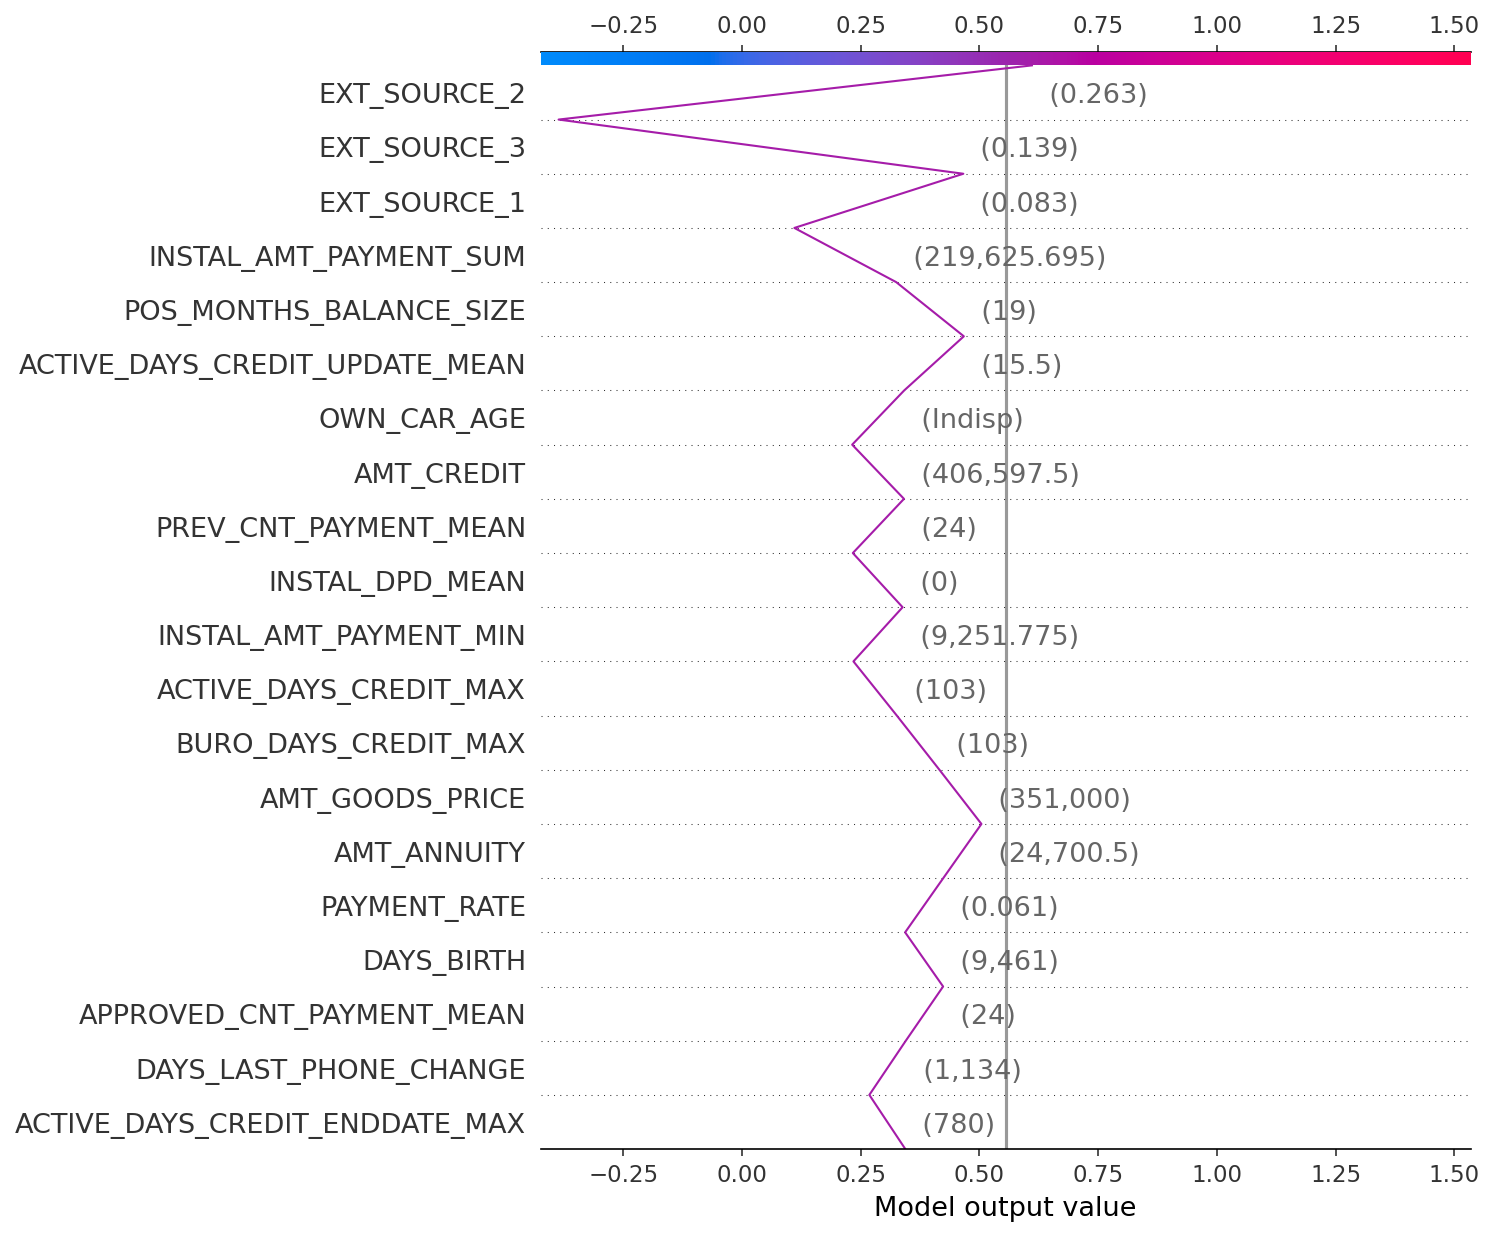 −0.25 0.00 0.25 0.50 0.75 1.00 1.25 1.50
EXT_SOURCE_2 (0.263)
EXT_SOURCE_3 (0.139)
EXT_SOURCE_1 (0.083)
INSTAL_AMT_PAYMENT_SUM (219,625.695)
POS_MONTHS_BALANCE_SIZE (19)
ACTIVE_DAYS_CREDIT_UPDATE_MEAN (15.5)
OWN_CAR_AGE (Indisp)
AMT_CREDIT (406,597.5)
PREV_CNT_PAYMENT_MEAN (24)
INSTAL_DPD_MEAN (0)
INSTAL_AMT_PAYMENT_MIN (9,251.775)
ACTIVE_DAYS_CREDIT_MAX (103)
BURO_DAYS_CREDIT_MAX (103)
AMT_GOODS_PRICE (351,000)
AMT_ANNUITY (24,700.5)
PAYMENT_RATE (0.061)
DAYS_BIRTH (9,461)
APPROVED_CNT_PAYMENT_MEAN (24)
DAYS_LAST_PHONE_CHANGE (1,134)
ACTIVE_DAYS_CREDIT_ENDDATE_MAX (780)
−0.25 0.00 0.25 0.50 0.75 1.00 1.25 1.50
Model output value